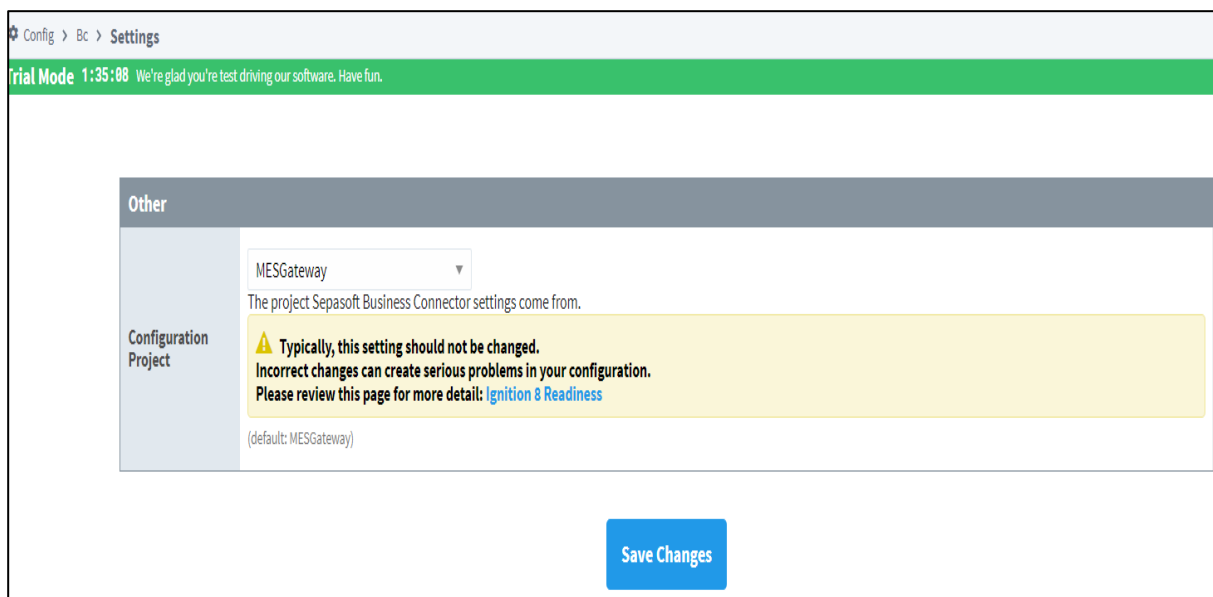 Config > Bc > Settings
Trial Mode 1:35:08 We're glad you're test driving our software. Have fun.
Other
Configuration Project
MESGateway
The project Sepasoft Business Connector settings come from.
Typically, this setting should not be changed.
Incorrect changes can create serious problems in your configuration.
Please review this page for more detail: Ignition 8 Readiness
(default: MESGateway)
Save Changes